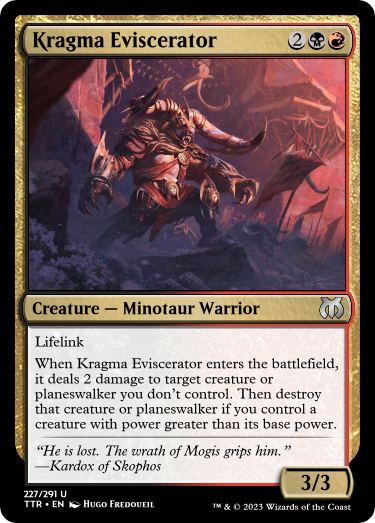 Kragma Eviscerator 2
Creature — Minotaur Warrior
Lifelink
When Kragma Eviscerator enters the battlefield,
it deals 2 damage to target creature or
planeswalker you don't control. Then destroy
that creature or planeswalker if you control a
creature with power greater than its base power.
“He is lost. The wrath of Mogis grips him.”
—Kardox of Skophos
3/3
227/291 U
TTR • EN Hugo Fredoueil
™ & © 2023 Wizards of the Coast